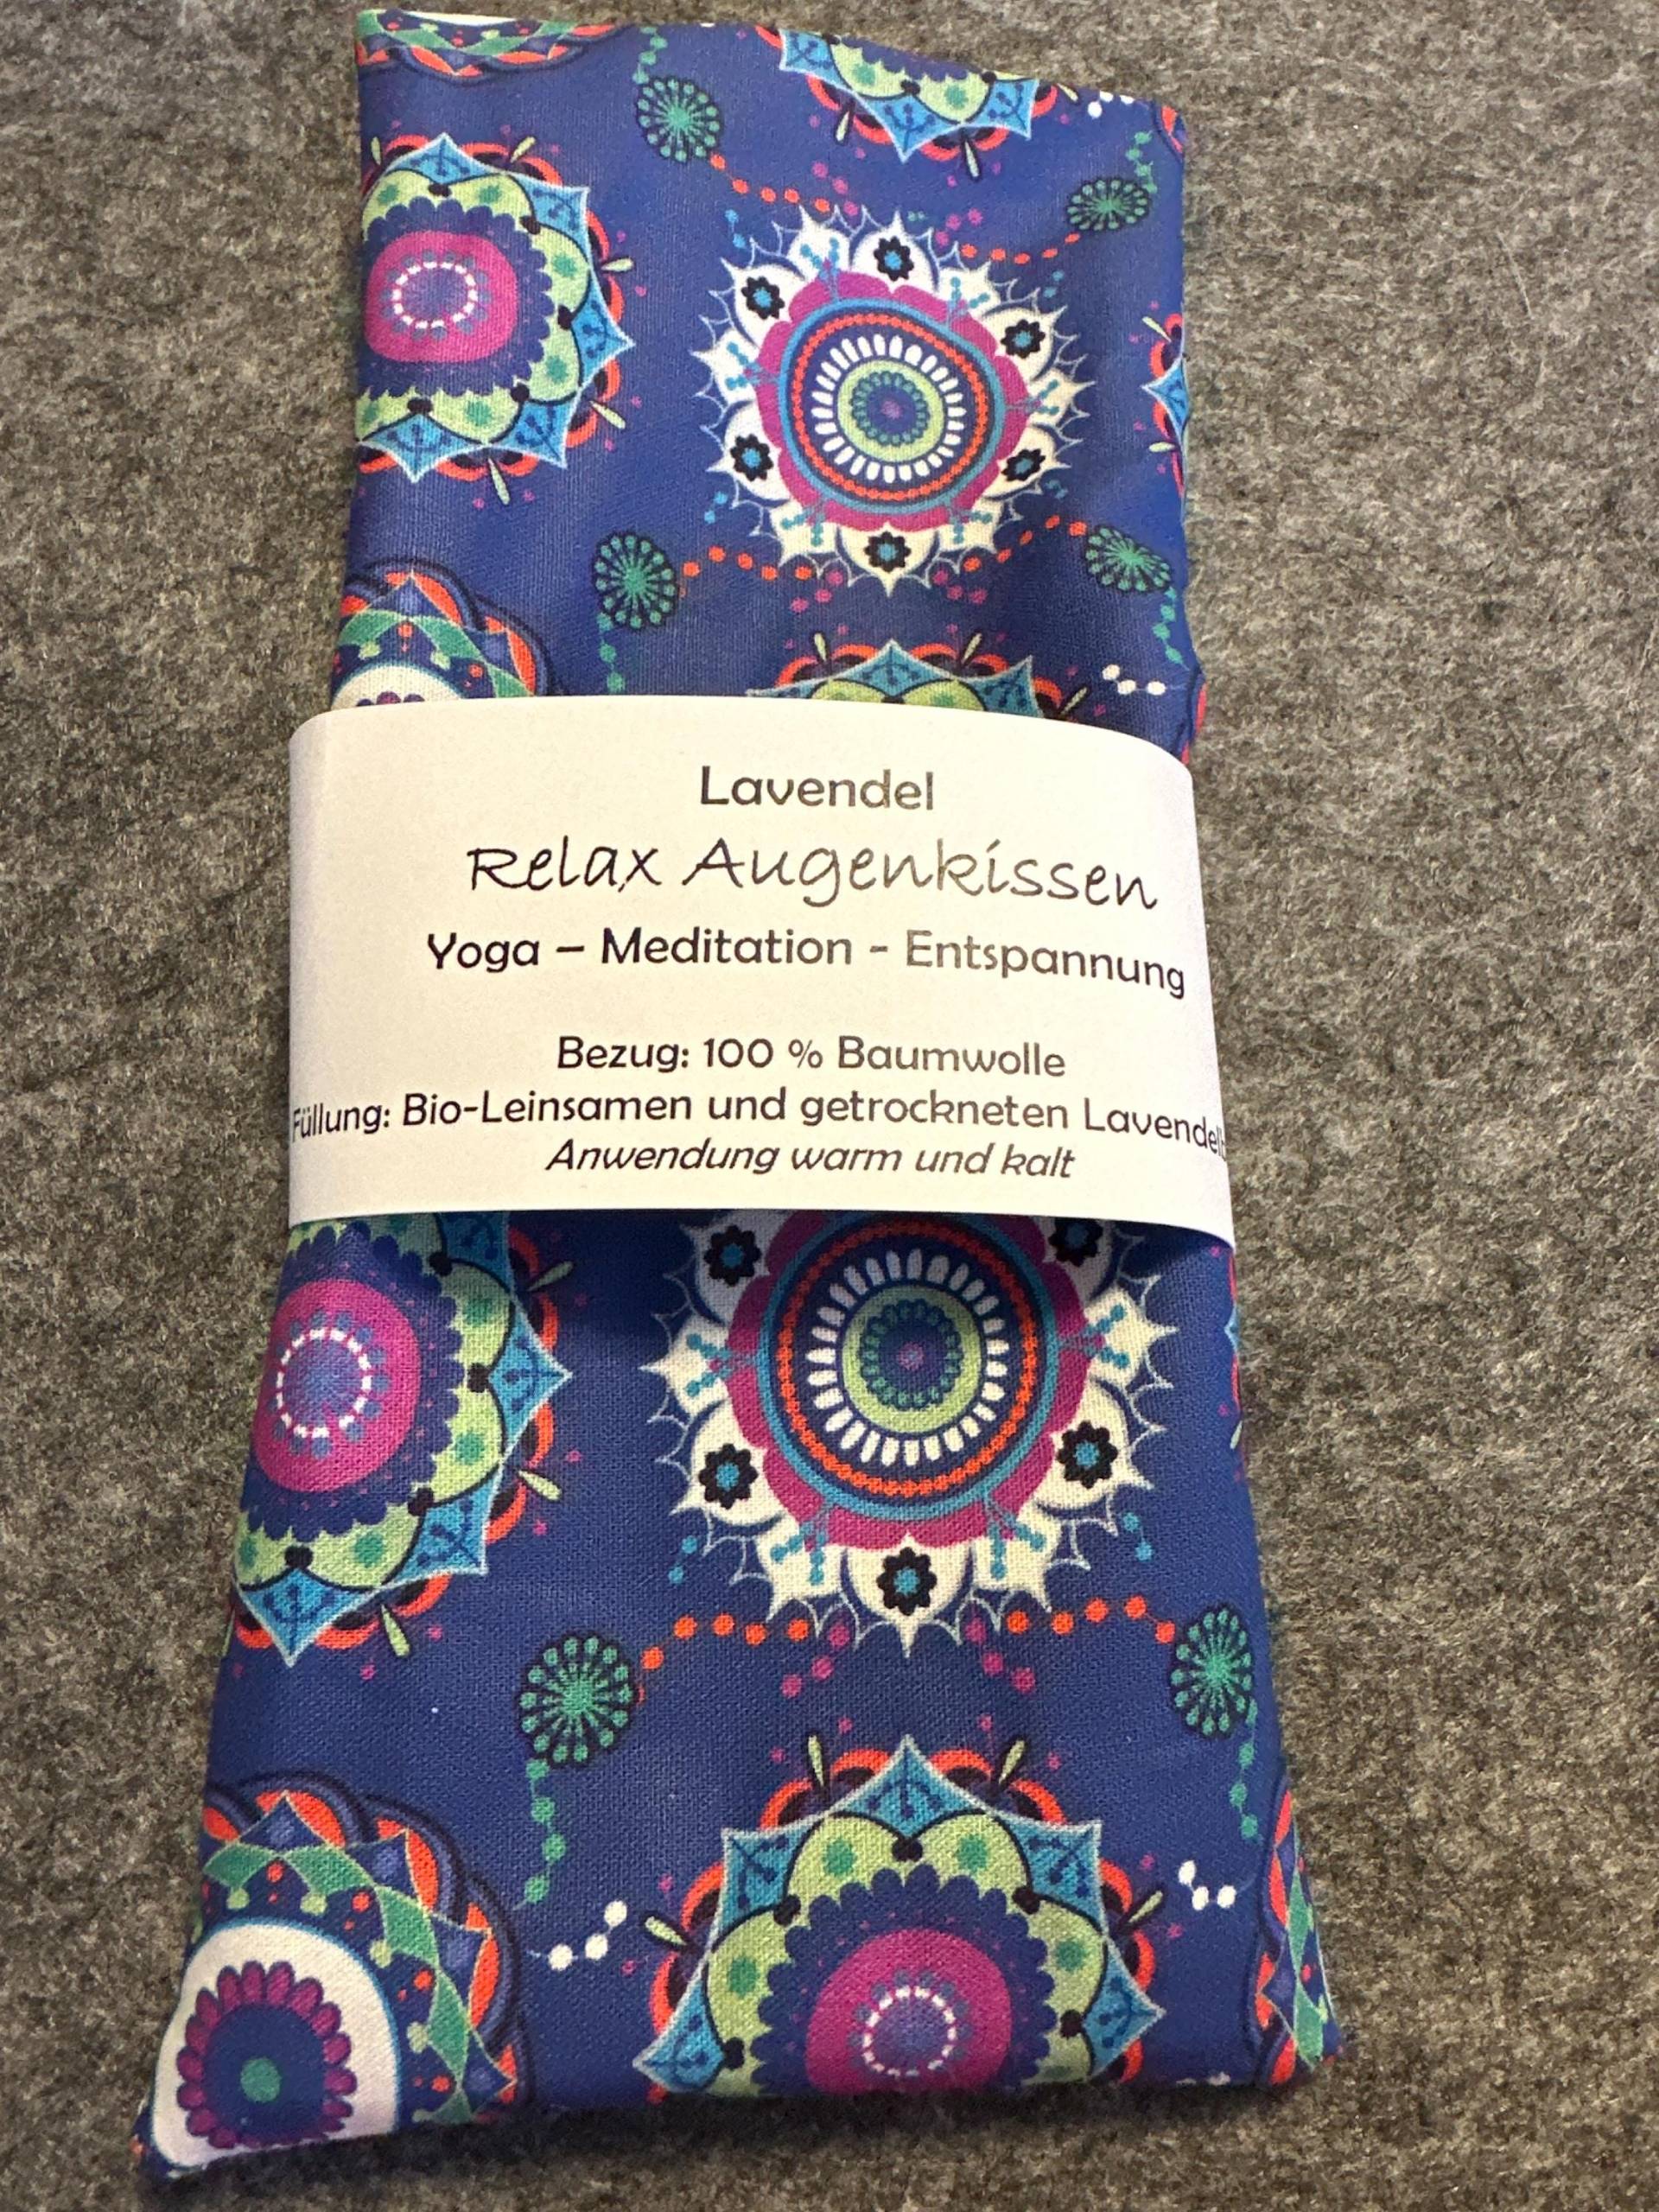 Lavendel
Relax Augenkissen
Yoga – Meditation - Entspannung
Bezug: 100 % Baumwolle
Füllung: Bio-Leinsamen und getrockneten
Anwendung warm und kalt